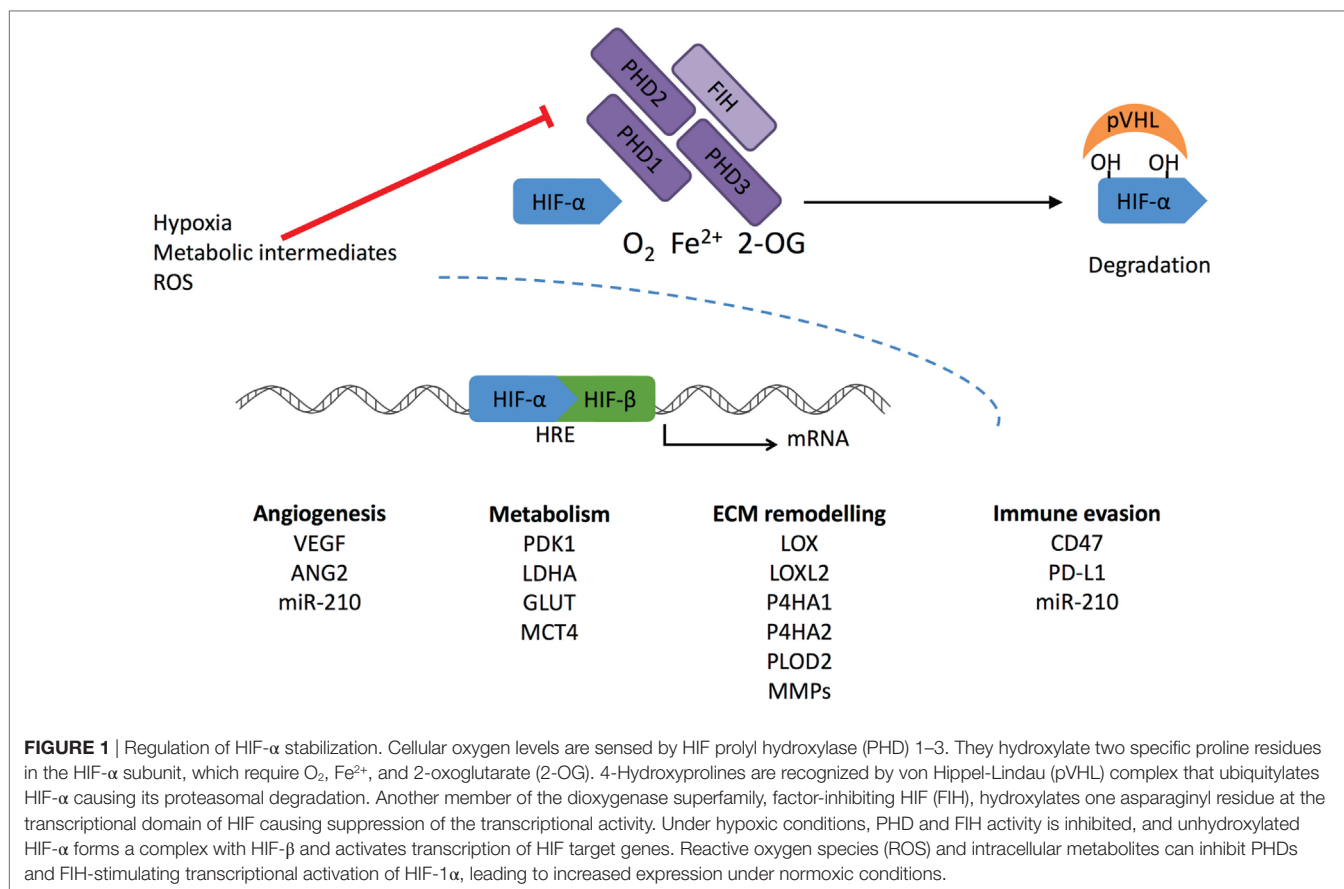 PHD2
FIH
PHD1
PHD3
pVHL
OH OH
HIF-α
HIF-α
O₂ Fe²⁺ 2-OG
Degradation
Hypoxia
Metabolic intermediates
ROS
HIF-α HIF-β
HRE
mRNA
Angiogenesis
VEGF
ANG2
miR-210
Metabolism
PDK1
LDHA
GLUT
MCT4
ECM remodelling
LOX
LOXL2
P4HA1
P4HA2
PLOD2
MMPs
Immune evasion
CD47
PD-L1
miR-210
FIGURE 1 | Regulation of HIF-α stabilization. Cellular oxygen levels are sensed by HIF prolyl hydroxylase (PHD) 1–3. They hydroxylate two specific proline residues
in the HIF-α subunit, which require O₂, Fe²⁺, and 2-oxoglutarate (2-OG). 4-Hydroxyprolines are recognized by von Hippel-Lindau (pVHL) complex that ubiquitylates
HIF-α causing its proteasomal degradation. Another member of the dioxygenase superfamily, factor-inhibiting HIF (FIH), hydroxylates one asparaginyl residue at the
transcriptional domain of HIF causing suppression of the transcriptional activity. Under hypoxic conditions, PHD and FIH activity is inhibited, and unhydroxylated
HIF-α forms a complex with HIF-β and activates transcription of HIF target genes. Reactive oxygen species (ROS) and intracellular metabolites can inhibit PHDs
and FIH-stimulating transcriptional activation of HIF-1α, leading to increased expression under normoxic conditions.